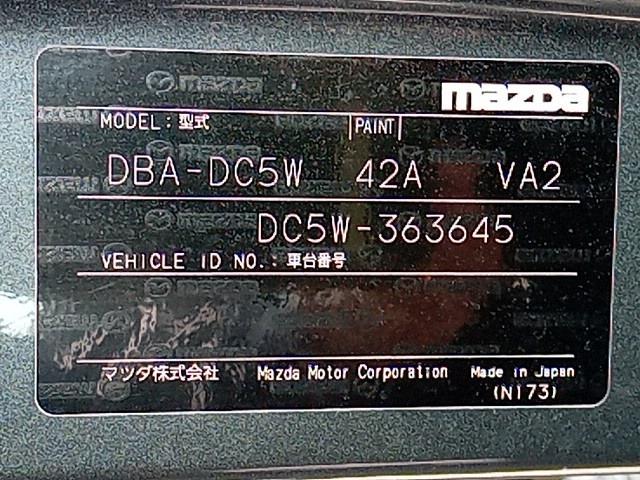 mazda
MODEL: 型式 PAINT
DBA-DC5W 42A VA2
DC5W-363645
VEHICLE ID NO.: 車台番号
マツダ株式会社 Mazda Motor Corporation Made in Japan
(N173)